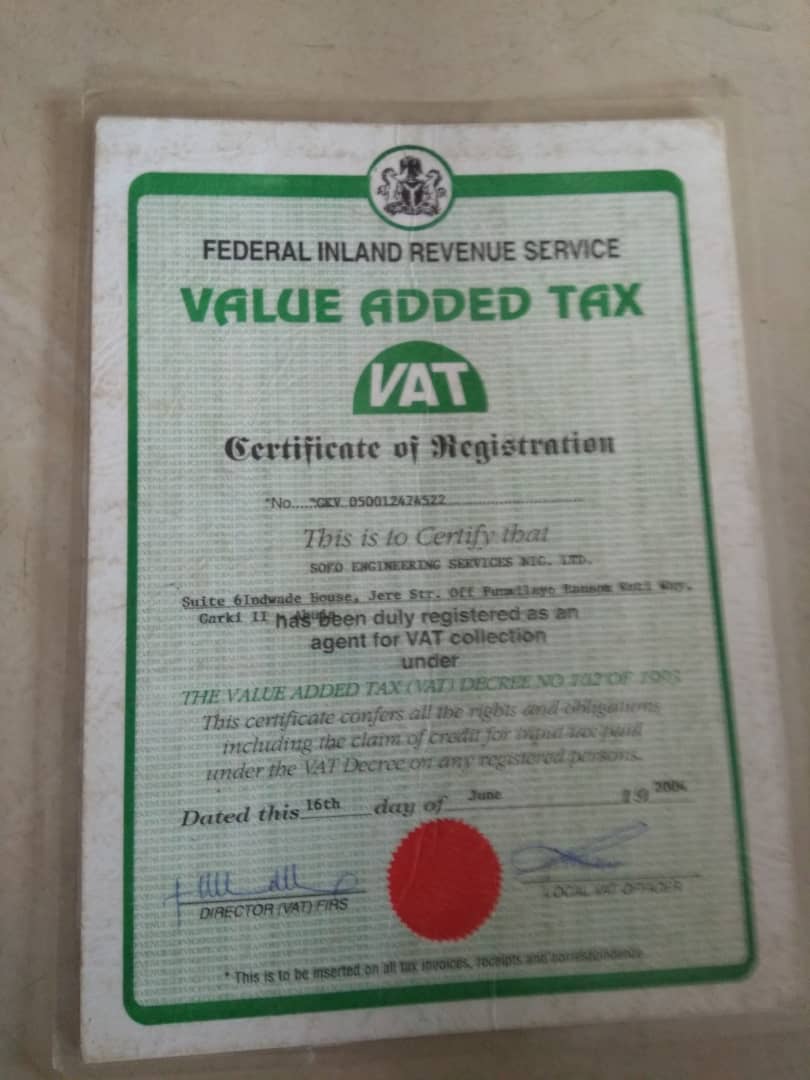 FEDERAL INLAND REVENUE SERVICE
VALUE ADDED TAX
VAT
Certificate of Registration
*No....*GKV 050012474522
This is to Certify that
SOFO ENGINEERING SERVICES NIG. LTD.
Suite 6Indwade House, Jere Str. Off Funmilayo Ransom Kuti Way,
Garki II - Abuja
has been duly registered as an
agent for VAT collection
under
THE VALUE ADDED TAX (VAT) DECREE NO 102 OF 1993
This certificate confers all the rights and obligations
including the claim of credit for input tax paid
under the VAT Decree on any registered persons.
Dated this 16th day of June 19 2004
DIRECTOR (VAT) FIRS
LOCAL VAT OFFICER
* This is to be inserted on all tax invoices, receipts and correspondence